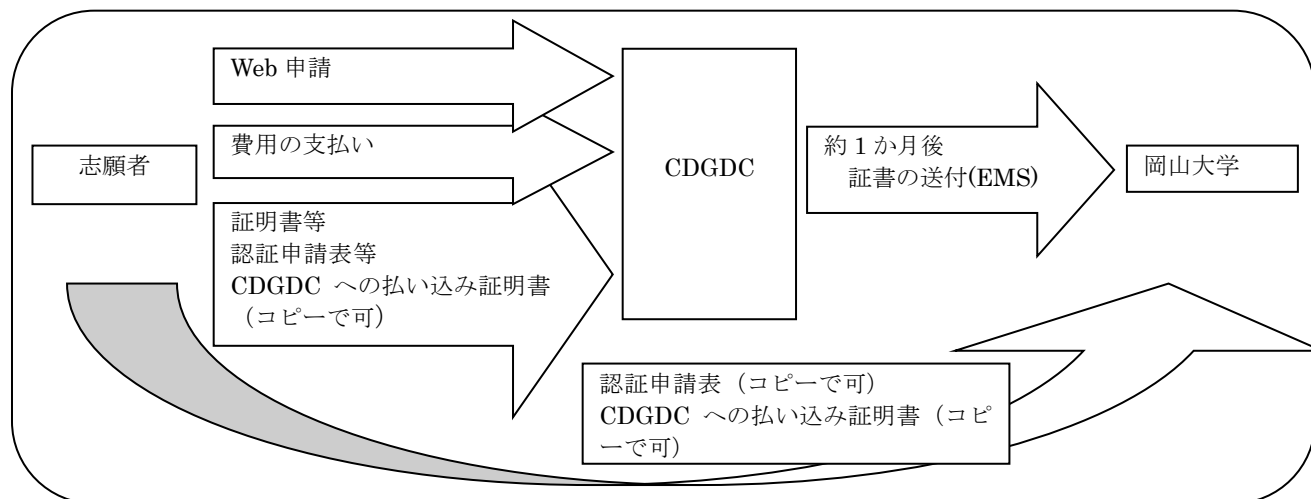 Web 申請
費用の支払い
志願者
証明書等
認証申請表等
CDGDC への払い込み証明書
（コピーで可）
CDGDC
約 1 か月後
証書の送付(EMS)
岡山大学
認証申請表（コピーで可）
CDGDC への払い込み証明書（コピ
ーで可）